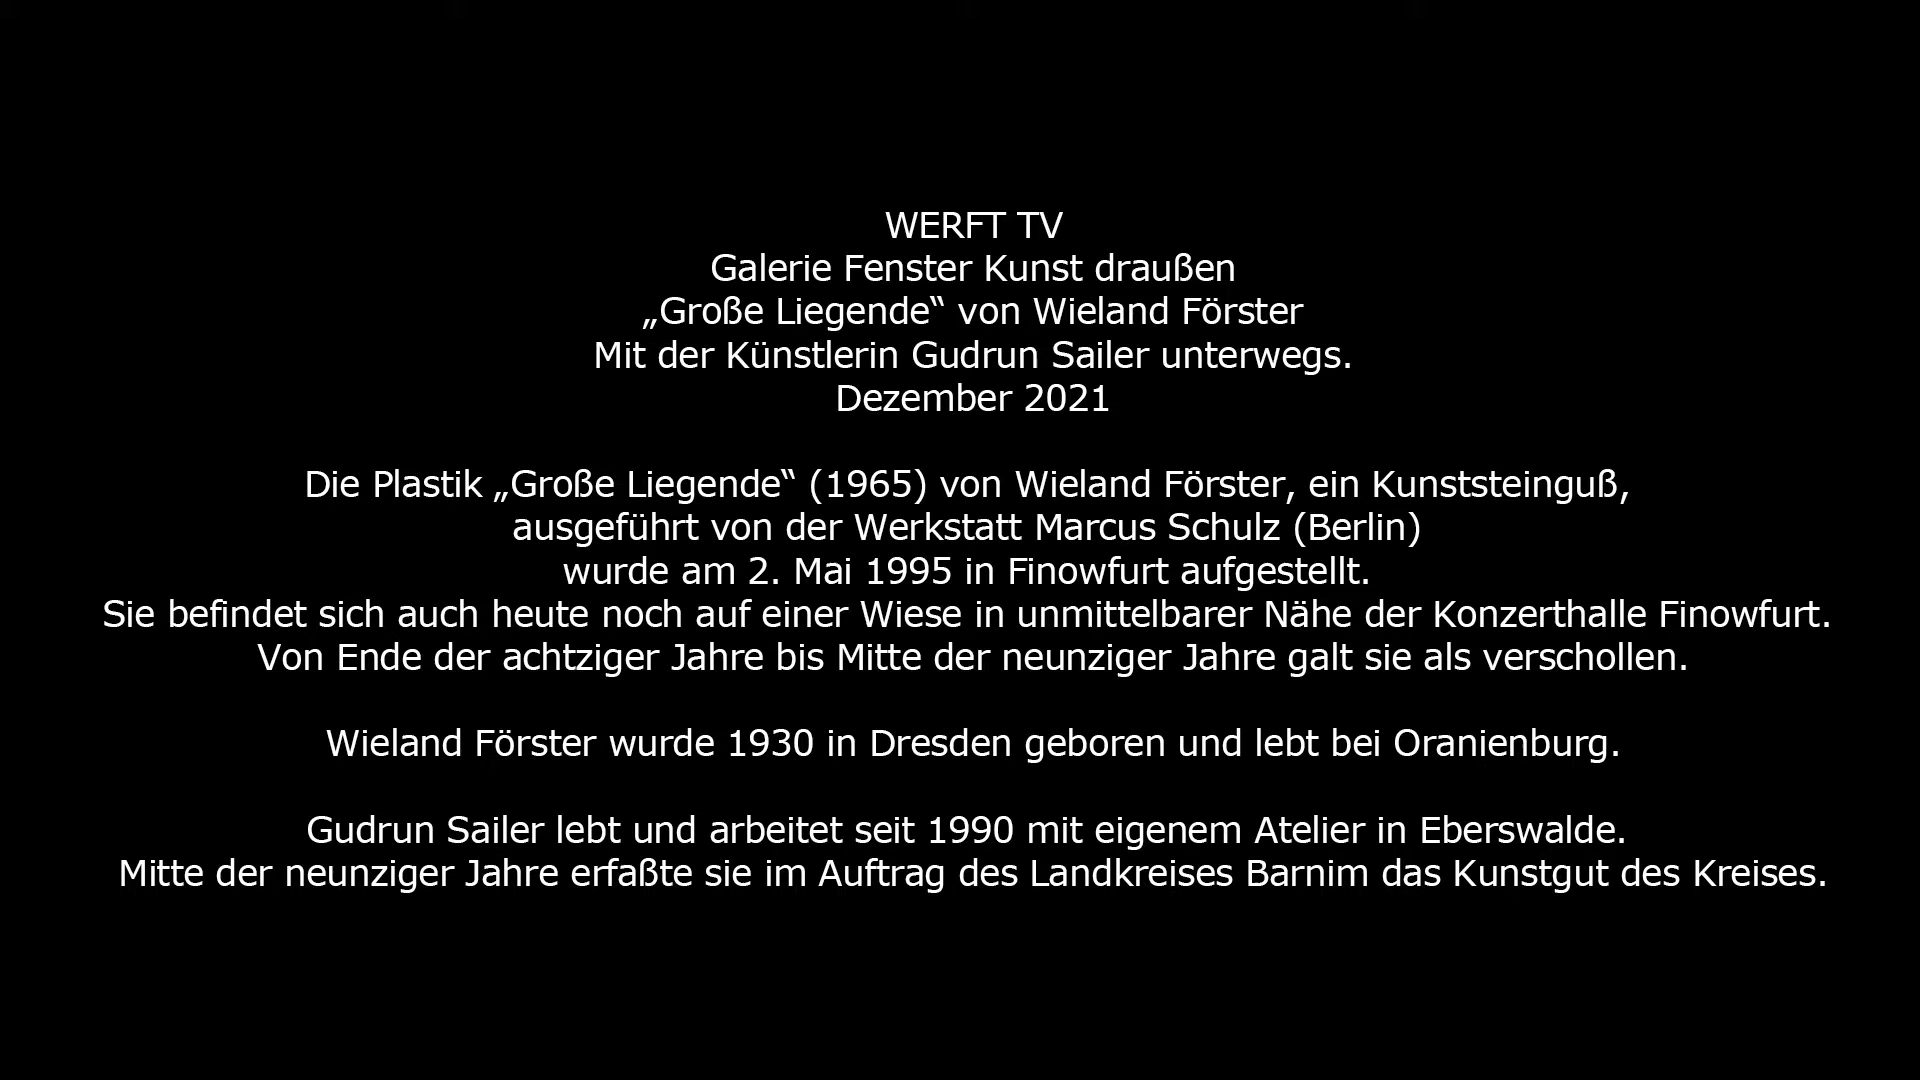 WERFT TV
Galerie Fenster Kunst draußen
„Große Liegende“ von Wieland Förster
Mit der Künstlerin Gudrun Sailer unterwegs.
Dezember 2021
Die Plastik „Große Liegende“ (1965) von Wieland Förster, ein Kunststeinguß,
ausgeführt von der Werkstatt Marcus Schulz (Berlin)
wurde am 2. Mai 1995 in Finowfurt aufgestellt.
Sie befindet sich auch heute noch auf einer Wiese in unmittelbarer Nähe der Konzerthalle Finowfurt.
Von Ende der achtziger Jahre bis Mitte der neunziger Jahre galt sie als verschollen.
Wieland Förster wurde 1930 in Dresden geboren und lebt bei Oranienburg.
Gudrun Sailer lebt und arbeitet seit 1990 mit eigenem Atelier in Eberswalde.
Mitte der neunziger Jahre erfaßte sie im Auftrag des Landkreises Barnim das Kunstgut des Kreises.